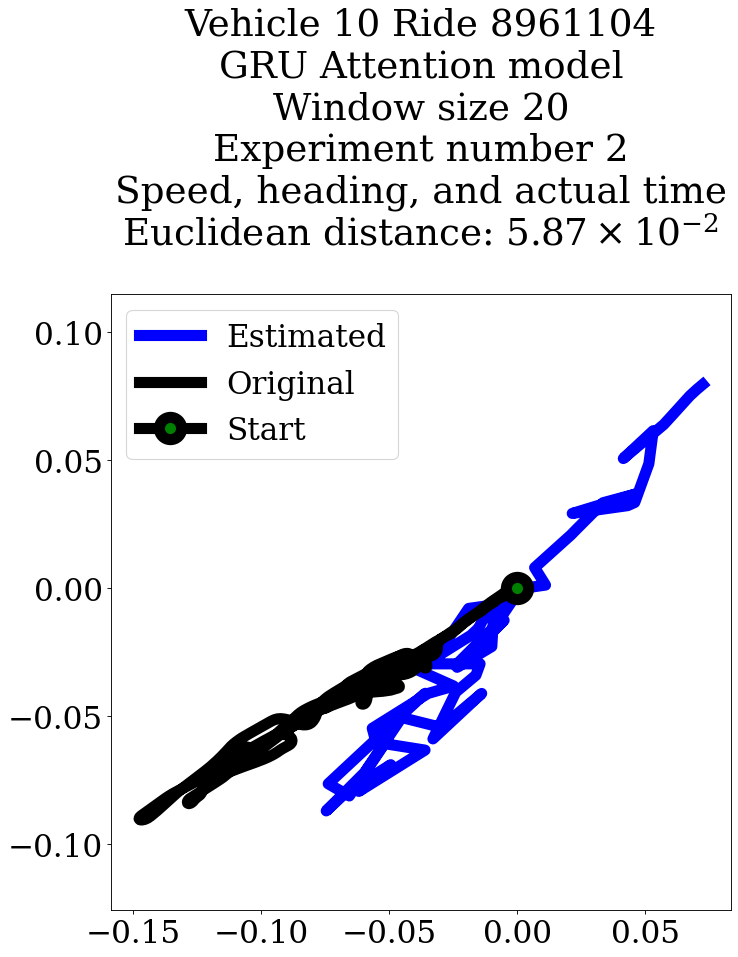 Vehicle 10 Ride 8961104
GRU Attention model
Window size 20
Experiment number 2
Speed, heading, and actual time
Euclidean distance: 5.87 × 10⁻²
Estimated
Original
Start
0.10
0.05
0.00
−0.05
−0.10
−0.15 −0.10 −0.05 0.00 0.05